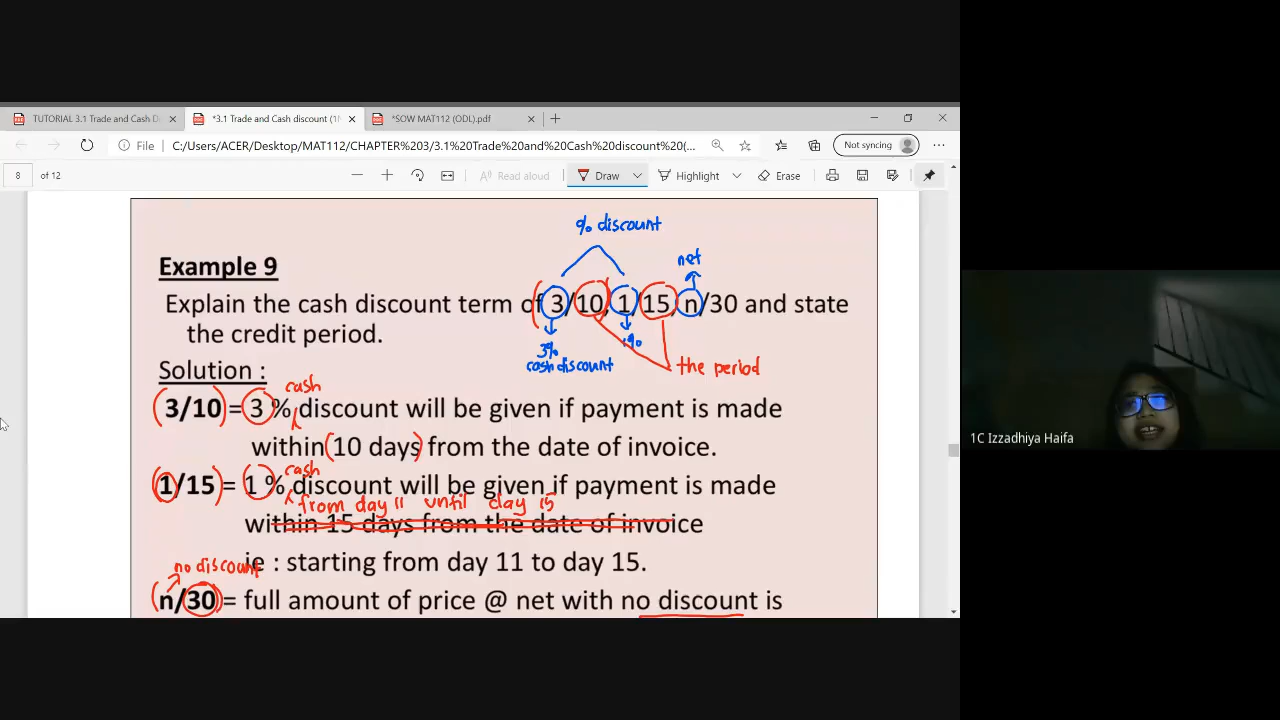 TUTORIAL 3.1 Trade and Cash D
*3.1 Trade and Cash discount (1M
*SOW MAT112 (ODL).pdf
File
C:/Users/ACER/Desktop/MAT112/CHAPTER%203/3.1%20Trade%20and%20Cash%20discount%20(...
Not syncing
8 of 12
Read aloud
Draw
Highlight
Erase
% discount
net
Example 9
Explain the cash discount term of 3/10, 1/15, n/30 and state
the credit period.
3%
cash discount
1%
the period
Solution :
cash
3/10 = 3 % discount will be given if payment is made
within 10 days from the date of invoice.
cash
1/15 = 1 % discount will be given if payment is made
from day 11 until day 15
within 15 days from the date of invoice
ie : starting from day 11 to day 15.
no discount
n/30 = full amount of price @ net with no discount is
1C Izzadhiya Haifa